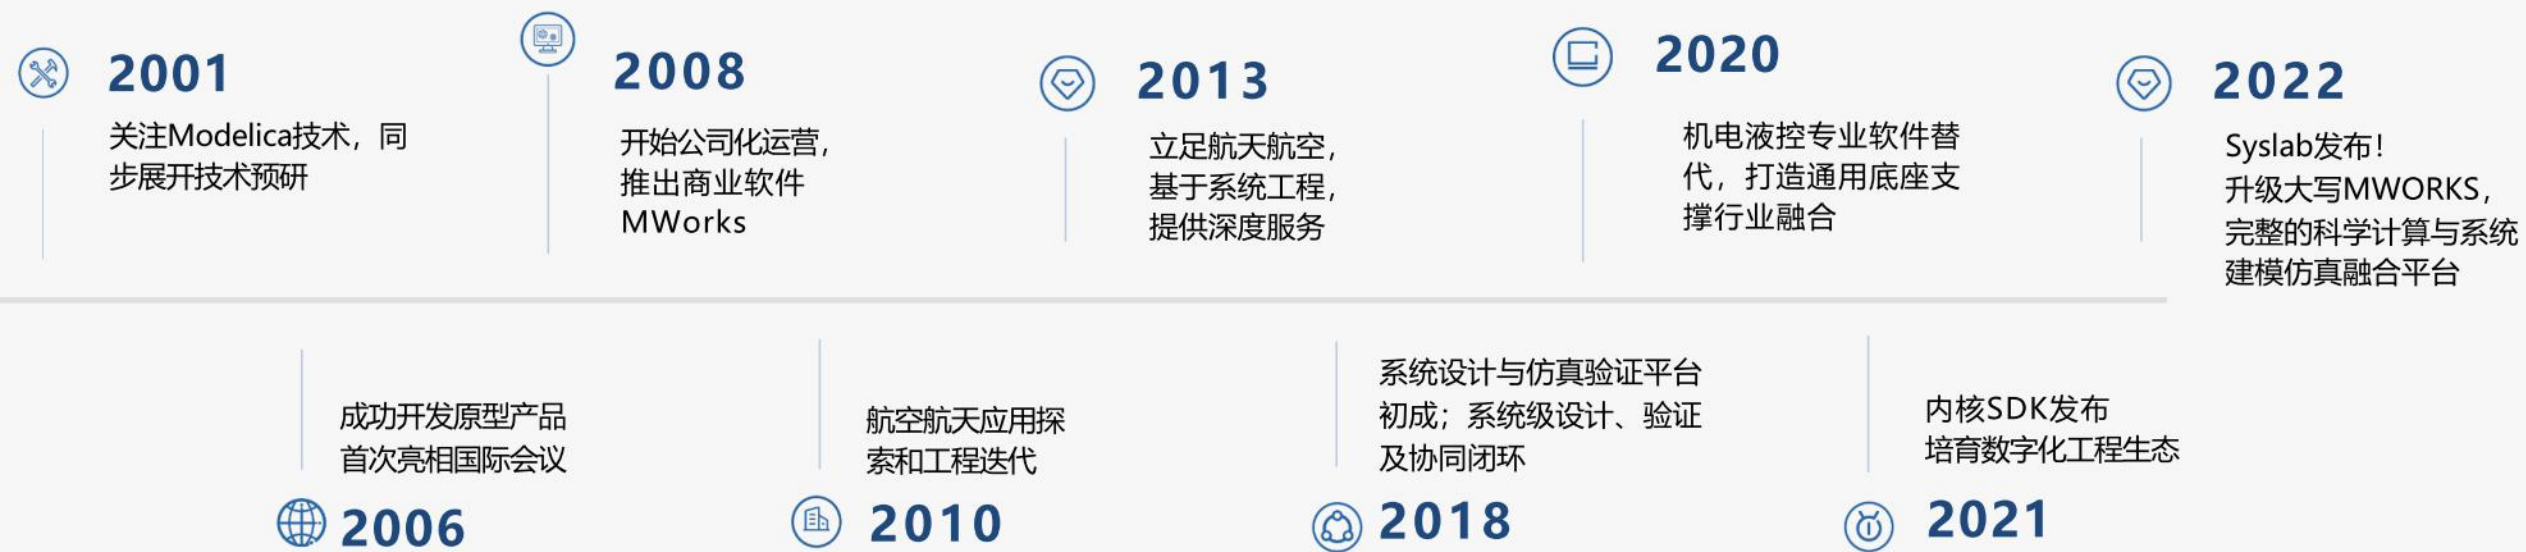 2001
关注Modelica技术，同
步展开技术预研
2008
开始公司化运营，
推出商业软件
MWorks
2013
立足航天航空，
基于系统工程，
提供深度服务
2020
机电液控专业软件替
代，打造通用底座支
撑行业融合
2022
Syslab发布！
升级大写MWORKS，
完整的科学计算与系统
建模仿真融合平台
成功开发原型产品
首次亮相国际会议
2006
航空航天应用探
索和工程迭代
2010
系统设计与仿真验证平台
初成；系统级设计、验证
及协同闭环
2018
内核SDK发布
培育数字化工程生态
2021